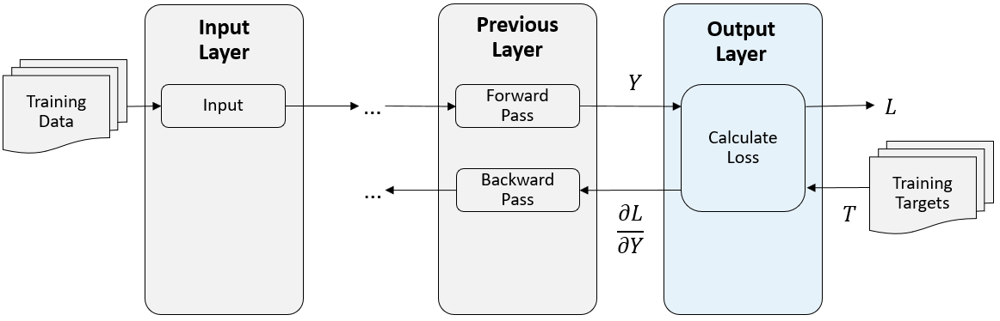 Input
Layer
Previous
Layer
Output
Layer
Training
Data
Input
...
Forward
Pass
Y
Calculate
Loss
L
...
Backward
Pass
∂L
∂Y
T
Training
Targets